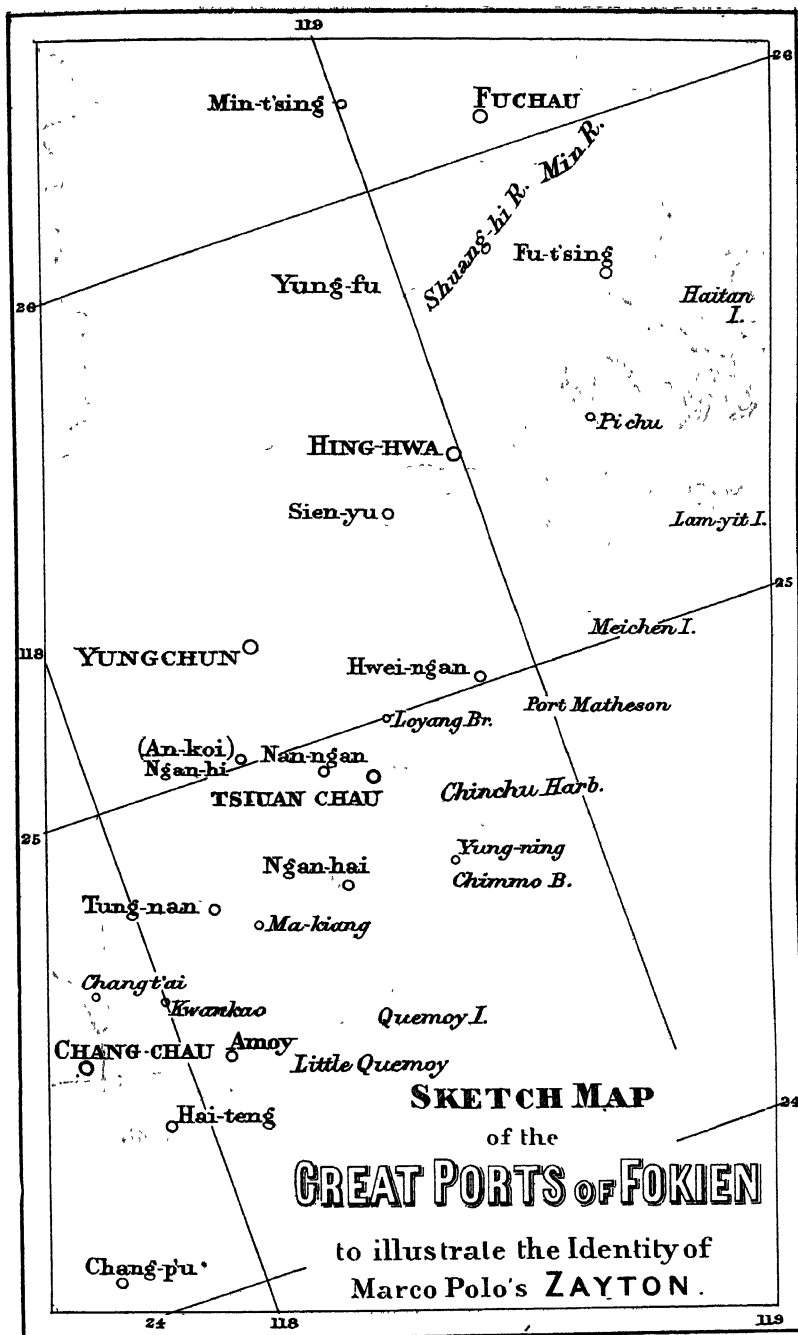 119
26
Min-t'sing
FUCHAU
Min R.
Shuang-hi R.
Fu-t'sing
Yung-fu
Haitan
I.
26
Pi chu
HING-HWA
Sien-yu
Lam-yit I.
25
Meichen I.
118
YUNGCHUN
Hwei-ngan
Port Matheson
Loyang Br.
(An-koi)
Ngan-hi
Nan-ngan
TSIUAN CHAU
Chinchu Harb.
25
Yung-ning
Ngan-hai
Chimmo B.
Tung-nan
Ma-kiang
Changt'ai
Kwankao
Quemoy I.
Amoy
CHANG-CHAU
Little Quemoy
SKETCH MAP
24
Hai-teng
of the
GREAT PORTS OF FOKIEN
to illustrate the Identity of
Chang-p'u
Marco Polo's ZAYTON.
24
118
119